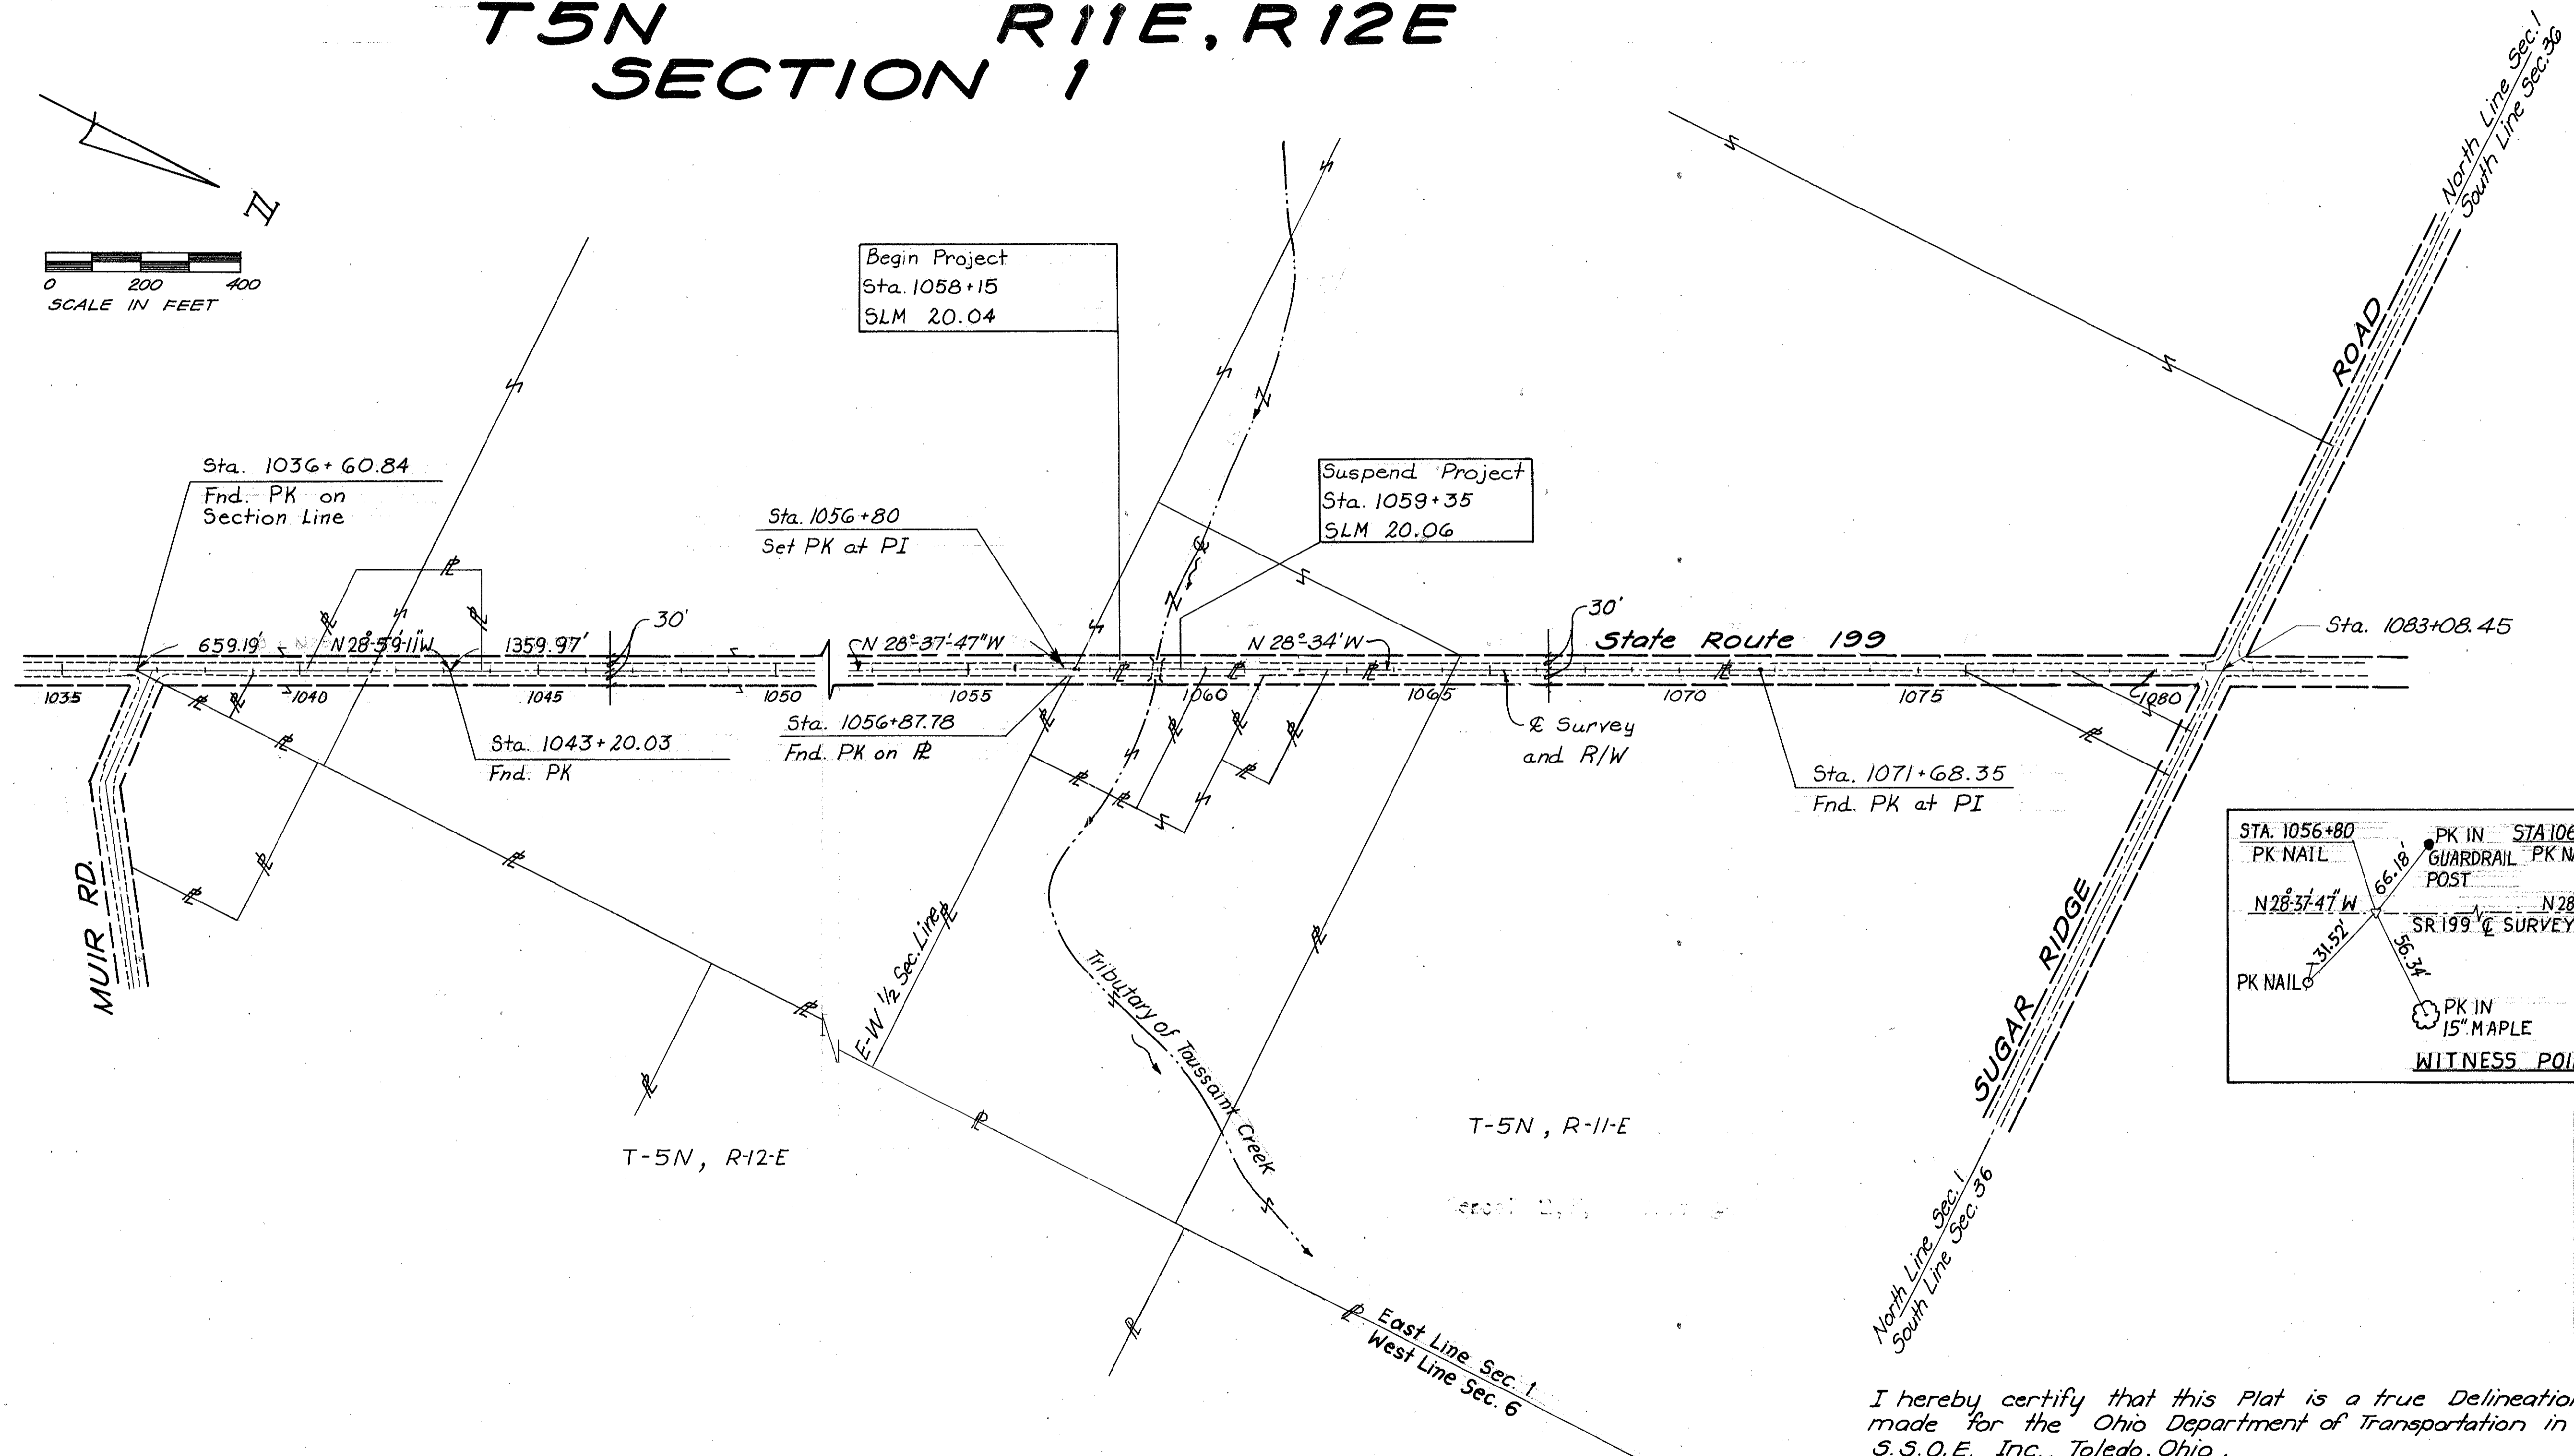 T5N R11E, R12E
SECTION 1
North Line Sec. 1
South Line Sec. 36
N
0 200 400
SCALE IN FEET
Begin Project
Sta. 1058+15
SLM 20.04
ROAD
Sta. 1036+60.84
Fnd. PK on
Section Line
Suspend Project
Sta. 1059+35
SLM 20.06
Sta. 1056+80
Set PK at PI
30'
30'
659.19' N 28°-59'-11"W 1359.97'
N 28°-37'-47"W
N 28°-34'W
State Route 199
Sta. 1083+08.45
1035 1040 1045 1050 1055 1060 1065 1070 1075 1080
Sta. 1043+20.03
Fnd. PK
Sta. 1056+87.78
Fnd. PK on PL
CL Survey
and R/W
Sta. 1071+68.35
Fnd. PK at PI
MUIR RD.
SUGAR RIDGE
E-W 1/2 Sec. Line
Tributary of Toussaint Creek
STA. 1056+80
PK NAIL
PK IN
GUARDRAIL
POST
66.18'
N 28°-37'-47" W
SR 199 CL SURVEY
31.52'
56.34'
PK NAIL
PK IN
15" MAPLE
WITNESS
T-5N, R-12-E
T-5N, R-11-E
North Line Sec. 1
South Line Sec. 36
East Line Sec. 1
West Line Sec. 6
I hereby certify that this Plat is a true Delineation
made for the Ohio Department of Transportation in
S.S.O.E. Inc., Toledo, Ohio.